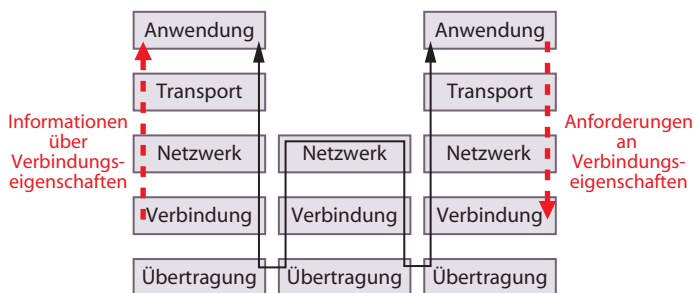 Anwendung
Anwendung
Transport
Transport
Informationen
über
Verbindungs-
eigenschaften
Netzwerk
Netzwerk
Netzwerk
Anforderungen
an
Verbindungs-
eigenschaften
Verbindung
Verbindung
Verbindung
Übertragung
Übertragung
Übertragung